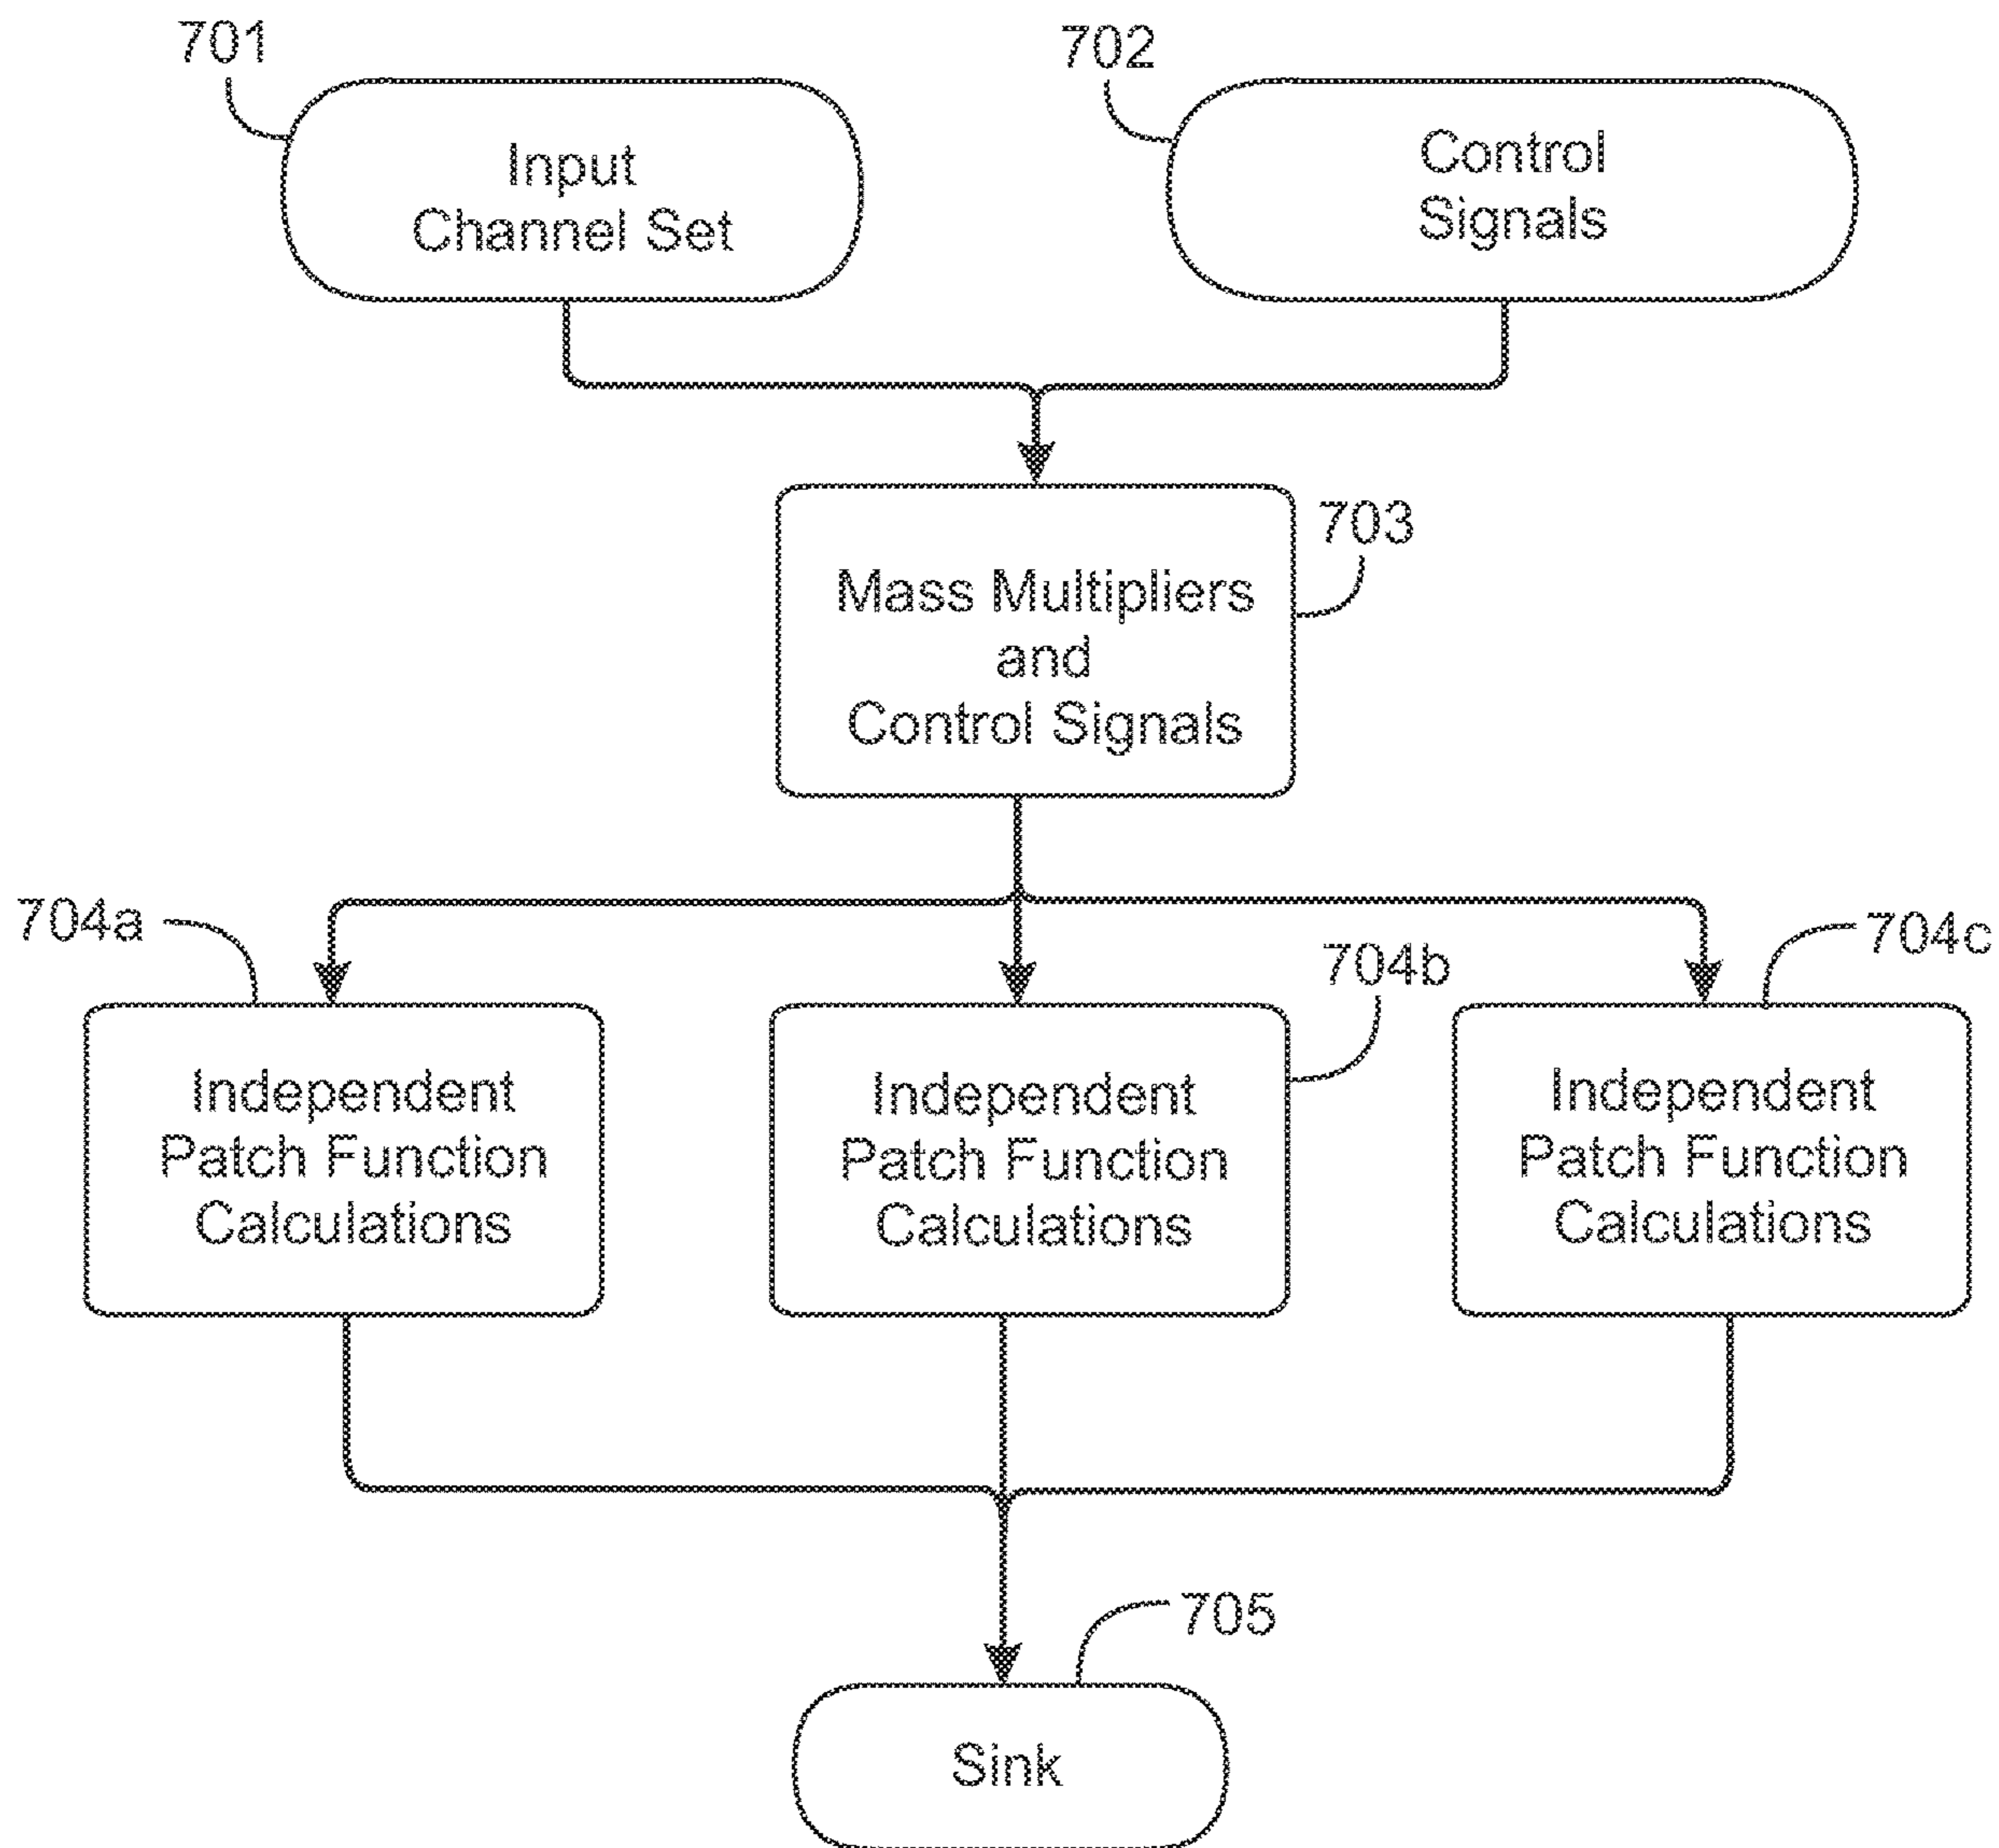 701
702
Input
Channel Set
Control
Signals
703
Mass Multipliers
and
Control Signals
704a
704b
704c
Independent
Patch Function
Calculations
Independent
Patch Function
Calculations
Independent
Patch Function
Calculations
705
Sink